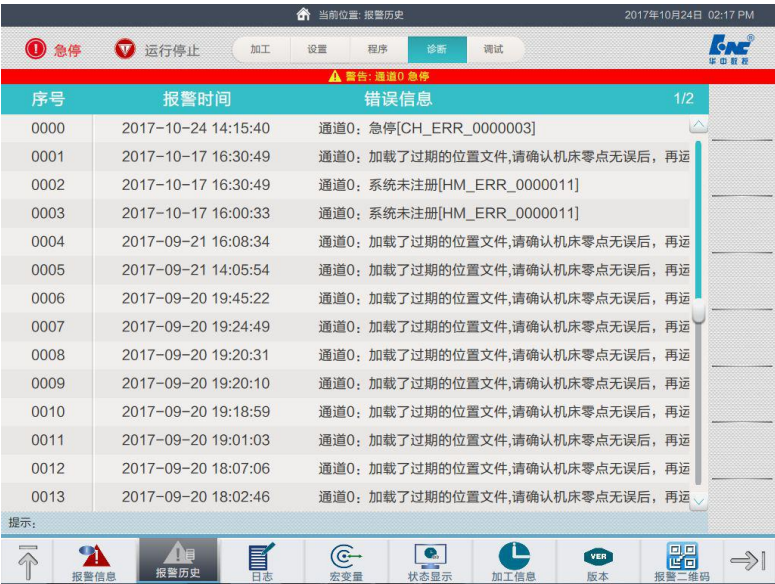 当前位置: 报警历史
2017年10月24日 02:17 PM
急停
运行停止
加工
设置
程序
诊断
调试
HNC
华中数控
警告: 通道0 急停
序号 报警时间 错误信息 1/2
0000 2017-10-24 14:15:40 通道0：急停[CH_ERR_0000003]
0001 2017-10-17 16:30:49 通道0：加载了过期的位置文件,请确认机床零点无误后，再运
0002 2017-10-17 16:30:49 通道0：系统未注册[HM_ERR_0000011]
0003 2017-10-17 16:00:33 通道0：系统未注册[HM_ERR_0000011]
0004 2017-09-21 16:08:34 通道0：加载了过期的位置文件,请确认机床零点无误后，再运
0005 2017-09-21 14:05:54 通道0：加载了过期的位置文件,请确认机床零点无误后，再运
0006 2017-09-20 19:45:22 通道0：加载了过期的位置文件,请确认机床零点无误后，再运
0007 2017-09-20 19:24:49 通道0：加载了过期的位置文件,请确认机床零点无误后，再运
0008 2017-09-20 19:20:31 通道0：加载了过期的位置文件,请确认机床零点无误后，再运
0009 2017-09-20 19:20:10 通道0：加载了过期的位置文件,请确认机床零点无误后，再运
0010 2017-09-20 19:18:59 通道0：加载了过期的位置文件,请确认机床零点无误后，再运
0011 2017-09-20 19:01:03 通道0：加载了过期的位置文件,请确认机床零点无误后，再运
0012 2017-09-20 18:07:06 通道0：加载了过期的位置文件,请确认机床零点无误后，再运
0013 2017-09-20 18:02:46 通道0：加载了过期的位置文件,请确认机床零点无误后，再运
提示:
报警信息
报警历史
日志
宏变量
状态显示
加工信息
VER
版本
报警二维码